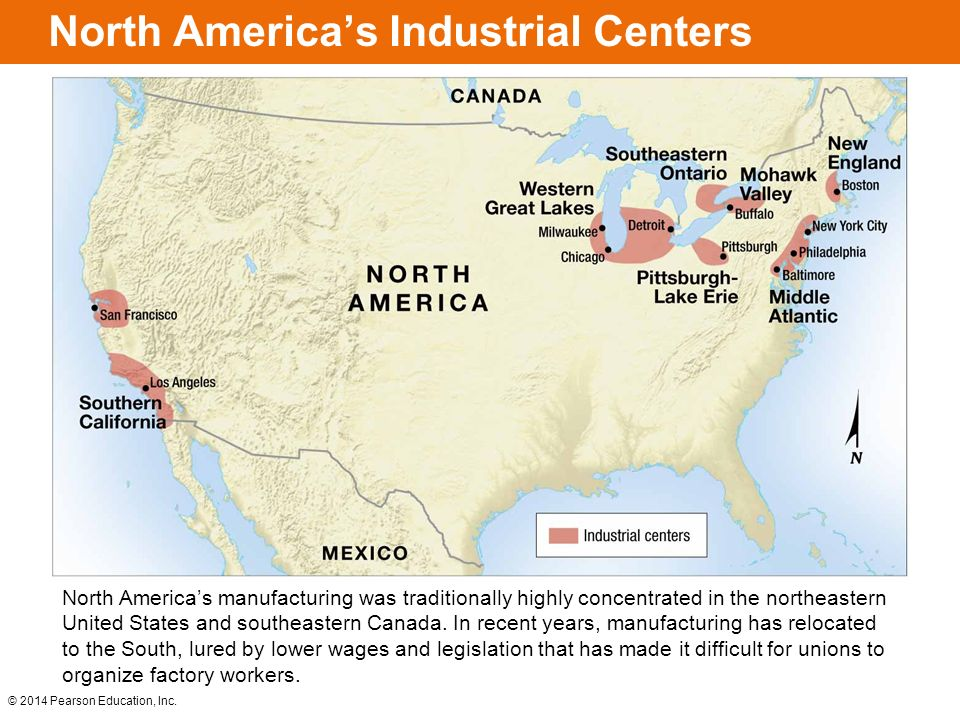 North America’s Industrial Centers
CANADA
New
England
Southeastern
Ontario
Mohawk
Valley
Boston
Western
Great Lakes
Buffalo
Milwaukee
Detroit
New York City
Chicago
Pittsburgh
Philadelphia
Baltimore
NORTH
AMERICA
Pittsburgh-
Lake Erie
Middle
Atlantic
San Francisco
Los Angeles
Southern
California
N
Industrial centers
MEXICO
North America’s manufacturing was traditionally highly concentrated in the northeastern
United States and southeastern Canada. In recent years, manufacturing has relocated
to the South, lured by lower wages and legislation that has made it difficult for unions to
organize factory workers.
© 2014 Pearson Education, Inc.